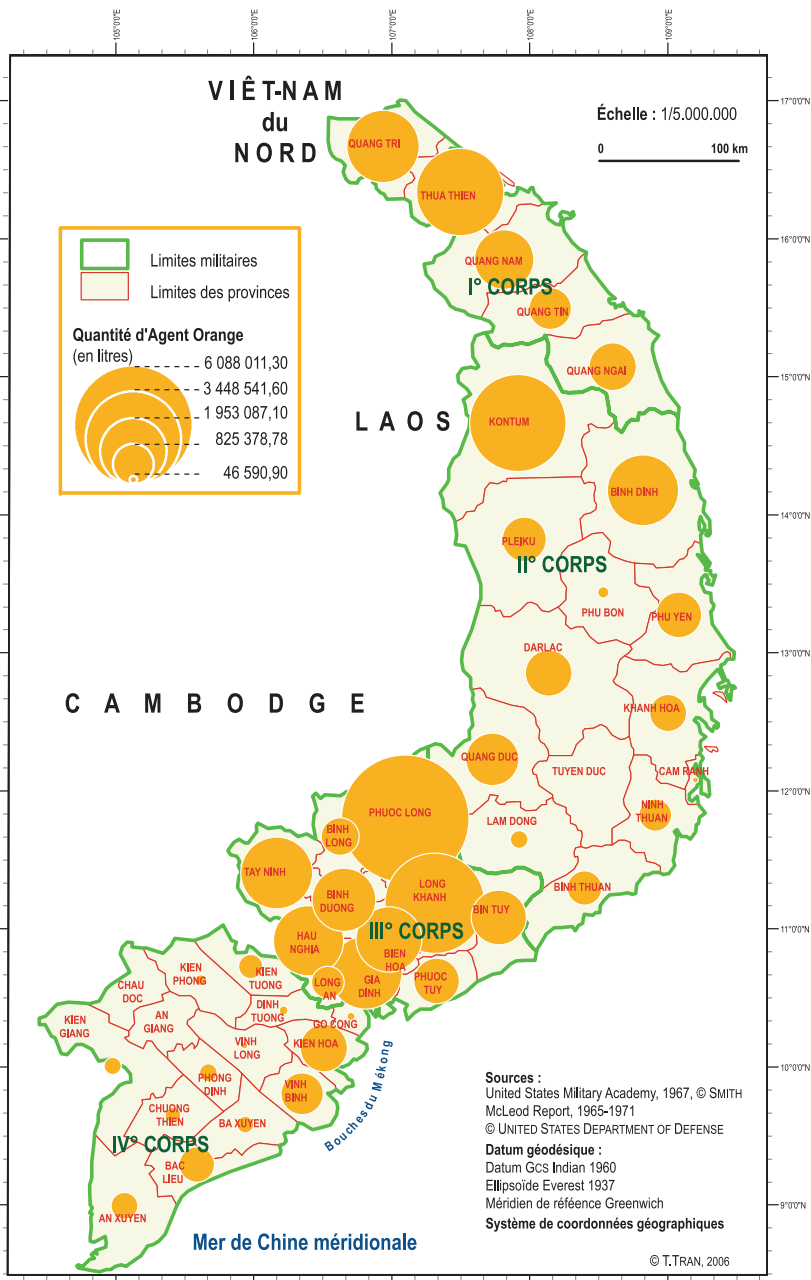 105°0'0"E
106°0'0"E
107°0'0"E
108°0'0"E
109°0'0"E
VIÊT-NAM
du
NORD
Échelle : 1/5.000.000
0 100 km
17°0'0"N
16°0'0"N
15°0'0"N
14°0'0"N
13°0'0"N
12°0'0"N
11°0'0"N
10°0'0"N
9°0'0"N
Limites militaires
Limites des provinces
Quantité d'Agent Orange
(en litres)
6 088 011,30
3 448 541,60
1 953 087,10
825 378,78
46 590,90
QUANG TRI
THUA THIEN
QUANG NAM
I° CORPS
QUANG TIN
QUANG NGAI
LAOS
KONTUM
BINH DINH
PLEIKU
II° CORPS
PHU BON
PHU YEN
DARLAC
CAMBODGE
KHANH HOA
QUANG DUC
TUYEN DUC
CAM RANH
NINH
THUAN
PHUOC LONG
LAM DONG
BINH
LONG
TAY NINH
LONG
KHANH
BINH THUAN
BINH
DUONG
BIN TUY
III° CORPS
HAU
NGHIA
BIEN
HOA
PHUOC
TUY
GIA
DINH
LONG
AN
KIEN
PHONG
KIEN
TUONG
CHAU
DOC
DINH
TUONG
GO CONG
KIEN
GIANG
AN
GIANG
VINH
LONG
KIEN HOA
PHONG
DINH
VINH
BINH
CHUONG
THIEN
BA XUYEN
IV° CORPS
BAC
LIEU
AN XUYEN
Bouches du Mékong
Mer de Chine méridionale
Sources :
United States Military Academy, 1967, © SMITH
McLeod Report, 1965-1971
© UNITED STATES DEPARTMENT OF DEFENSE
Datum géodésique :
Datum GCS Indian 1960
Ellipsoïde Everest 1937
Méridien de réféence Greenwich
Système de coordonnées géographiques
© T.TRAN, 2006